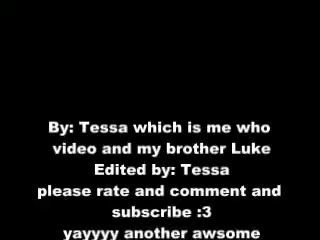 By: Tessa which is me who
video and my brother Luke
Edited by: Tessa
please rate and comment and
subscribe :3
yayyyy another awsome